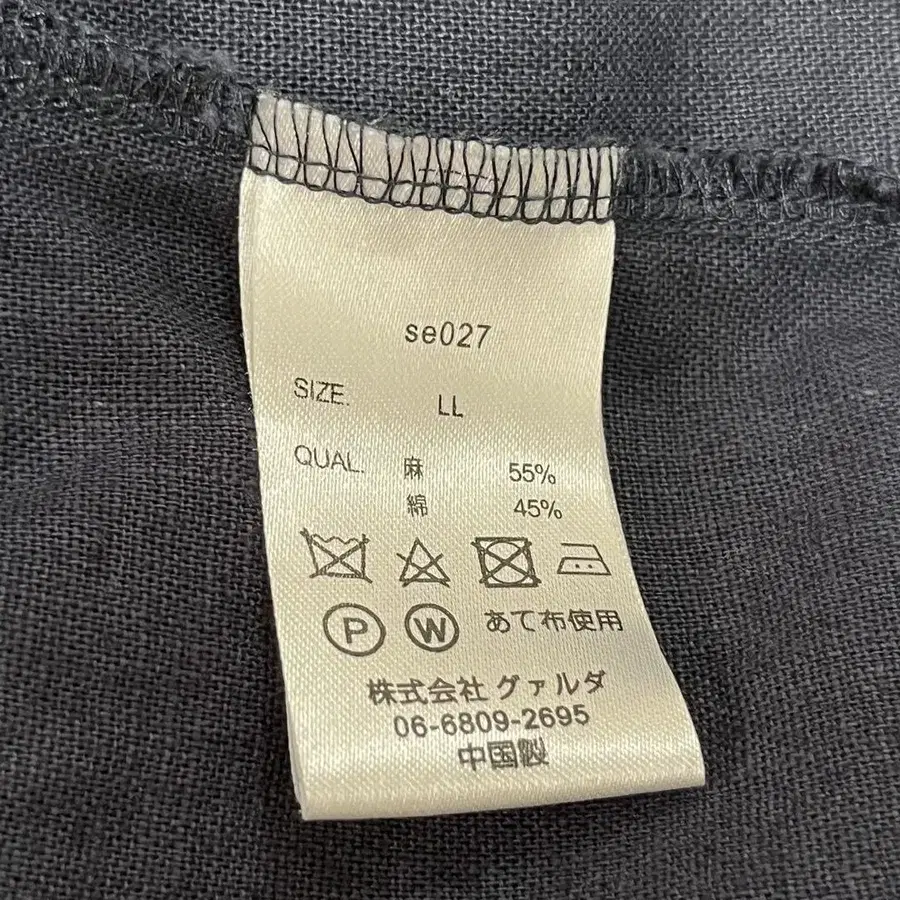 se027
SIZE. LL
QUAL. 麻 55%
綿 45%
P W あて布使用
株式会社 グァルダ
06-6809-2695
中国製